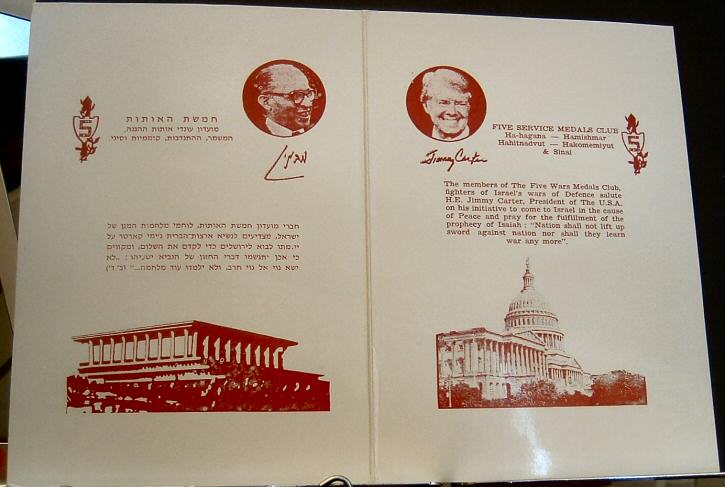 חמשת האותות
מועדון עונדי אותות ההגנה,
המשמר, ההתנדבות, קוממיות וסיני.
5
מ. בגין
חברי מועדון חמשת האותות, לוחמי מלחמות המגן של
ישראל, מצדיעים לנשיא ארצות-הברית ג'ימי קארטר על
לבוא לירושלים כדי לקדם את השלום, ומקווים
כי אכן יתגשמו דברי החזון של הנביא ישעיהו: ,,לא
ישא גוי אל גוי חרב, ולא ילמדו עוד מלחמה..." (ב' ד')
FIVE SERVICE MEDALS CLUB
Ha-hagana — Hamishmar
Hahitnadvut — Hakomemiyut
& Sinai
5
Jimmy Carter
The members of The Five Wars Medals Club,
fighters of Israel's wars of Defence salute
H.E. Jimmy Carter, President of The U.S.A.
on his initiative to come to Israel in the cause
of Peace and pray for the fulfillment of the
prophecy of Isaiah : "Nation shall not lift up
sword against nation nor shall they learn
war any more".